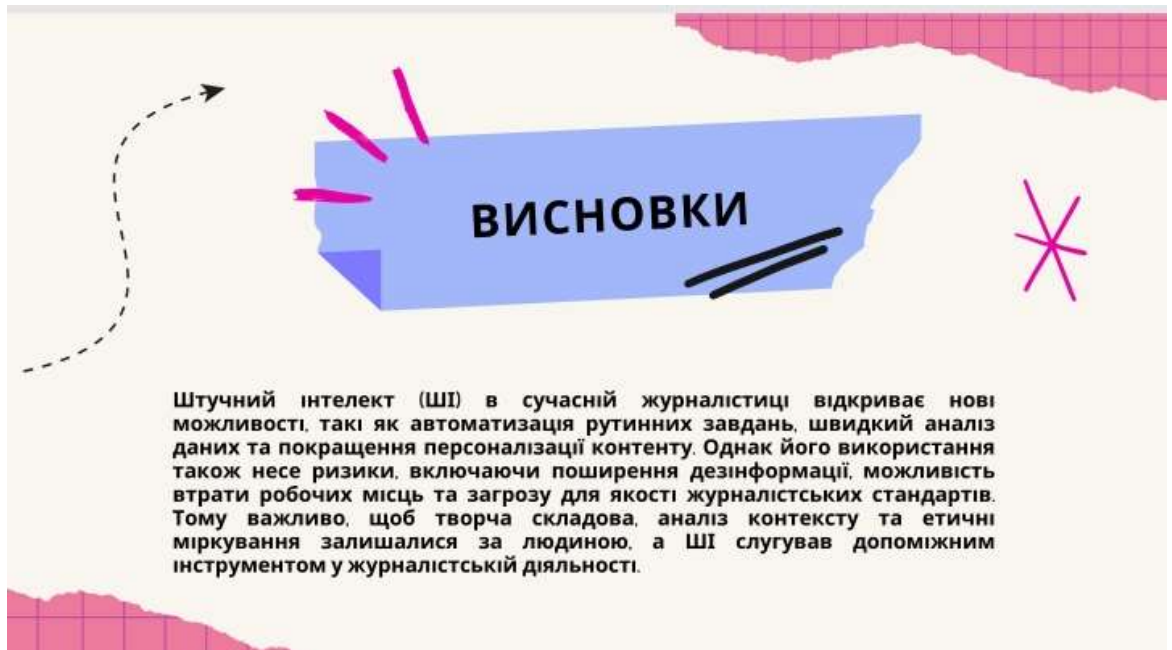 ВИСНОВКИ
Штучний інтелект (ШІ) в сучасній журналістиці відкриває нові
можливості, такі як автоматизація рутинних завдань, швидкий аналіз
даних та покращення персоналізації контенту. Однак його використання
також несе ризики, включаючи поширення дезінформації, можливість
втрати робочих місць та загрозу для якості журналістських стандартів.
Тому важливо, щоб творча складова, аналіз контексту та етичні
міркування залишалися за людиною, а ШІ слугував допоміжним
інструментом у журналістській діяльності.